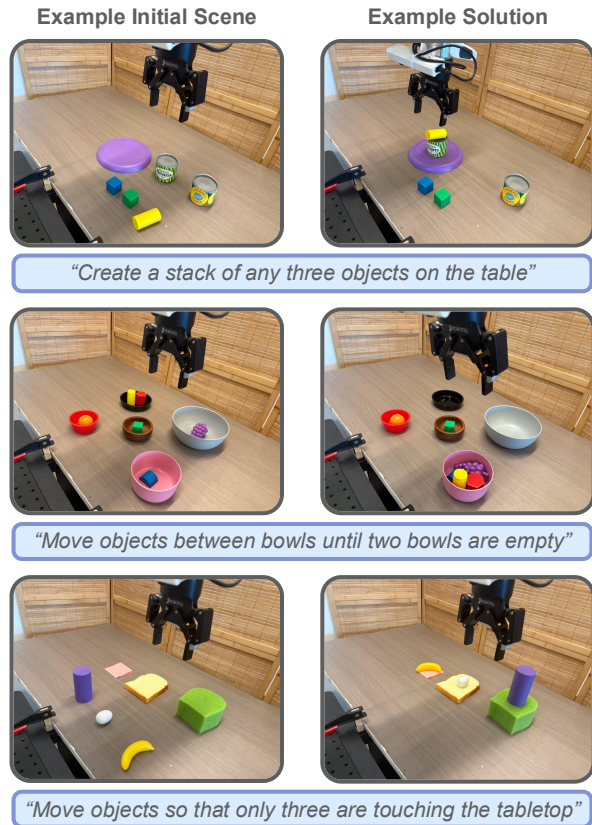 Example Initial Scene
Example Solution
“Create a stack of any three objects on the table”
“Move objects between bowls until two bowls are empty”
“Move objects so that only three are touching the tabletop”